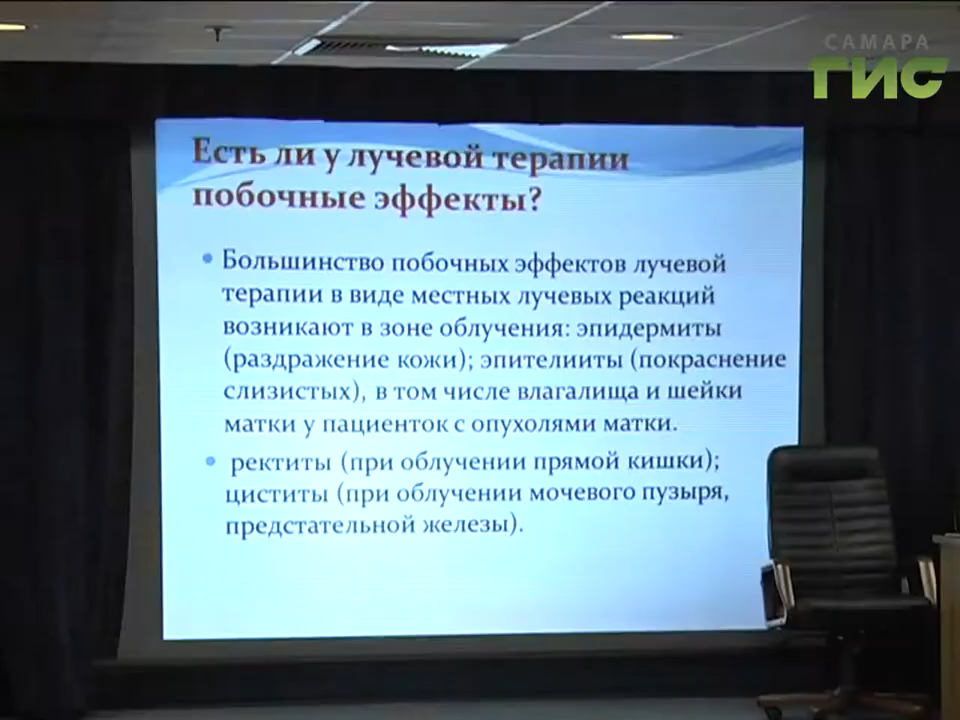 САМАРА
ГИС
Есть ли у лучевой терапии
побочные эффекты?
• Большинство побочных эффектов лучевой
терапии в виде местных лучевых реакций
возникают в зоне облучения: эпидермиты
(раздражение кожи); эпителииты (покраснение
слизистых), в том числе влагалища и шейки
матки у пациенток с опухолями матки.
• ректиты (при облучении прямой кишки);
циститы (при облучении мочевого пузыря,
предстательной железы).